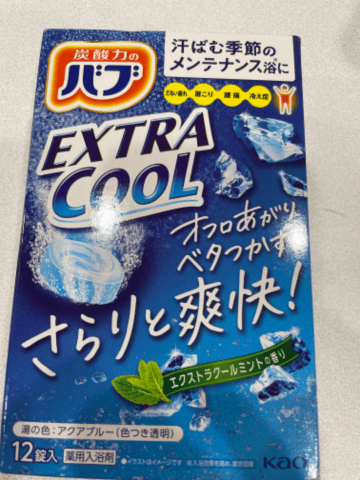 炭酸力の
バブ
汗ばむ季節の
メンテナンス浴に
肩こり
腰痛
冷え症
EXTRA
COOL
オフロあがり
ベタつかず
さらりと爽快!
エクストラクールミントの香り
湯の色:アクアブルー(色つき透明)
12錠入
薬用入浴剤
Kao